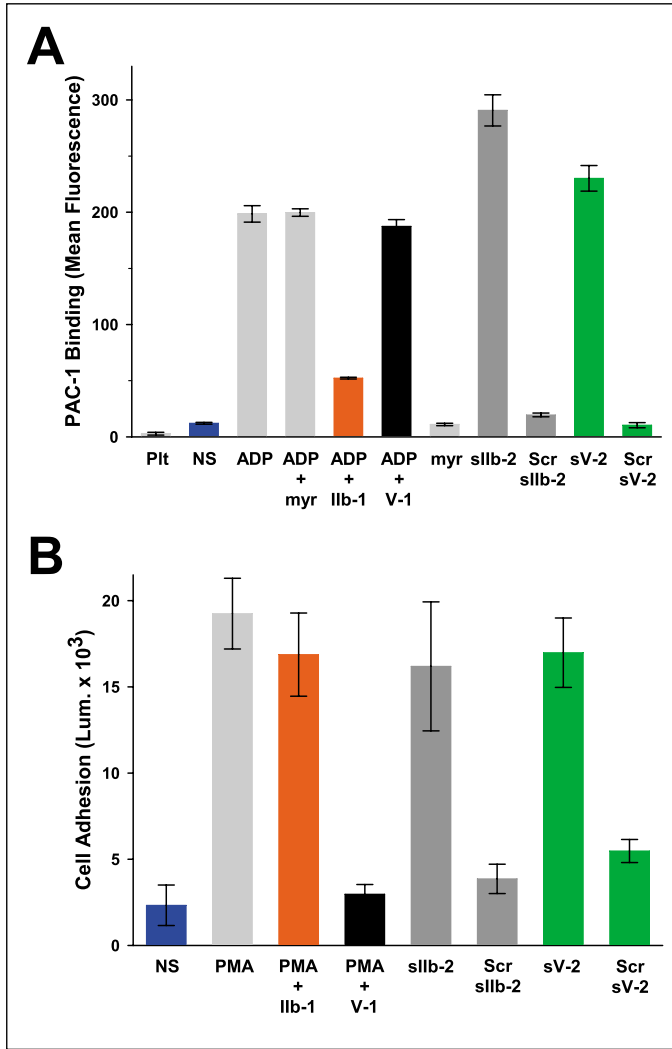 A
PAC-1 Binding (Mean Fluorescence)
300
200
100
0
Plt NS ADP ADP ADP ADP myr sIIb-2 Scr sV-2 Scr
+ + + sIIb-2 sV-2
myr IIb-1 V-1
B
Cell Adhesion (Lum. x 10³)
20
15
10
5
0
NS PMA PMA PMA sIIb-2 Scr sV-2 Scr
+ + sIIb-2 sV-2
IIb-1 V-1